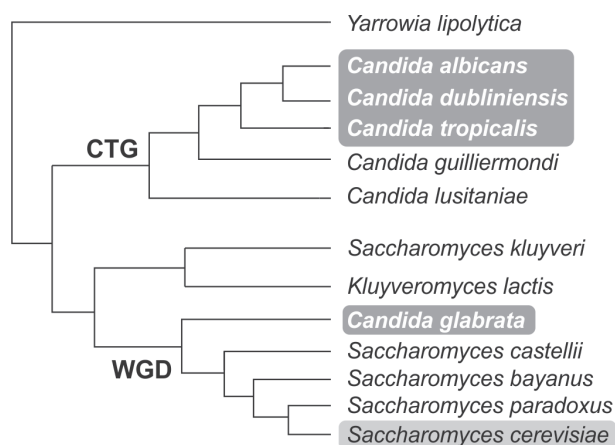 Yarrowia lipolytica
Candida albicans
Candida dubliniensis
Candida tropicalis
CTG
Candida guilliermondi
Candida lusitaniae
Saccharomyces kluyveri
Kluyveromyces lactis
Candida glabrata
Saccharomyces castellii
WGD
Saccharomyces bayanus
Saccharomyces paradoxus
Saccharomyces cerevisiae